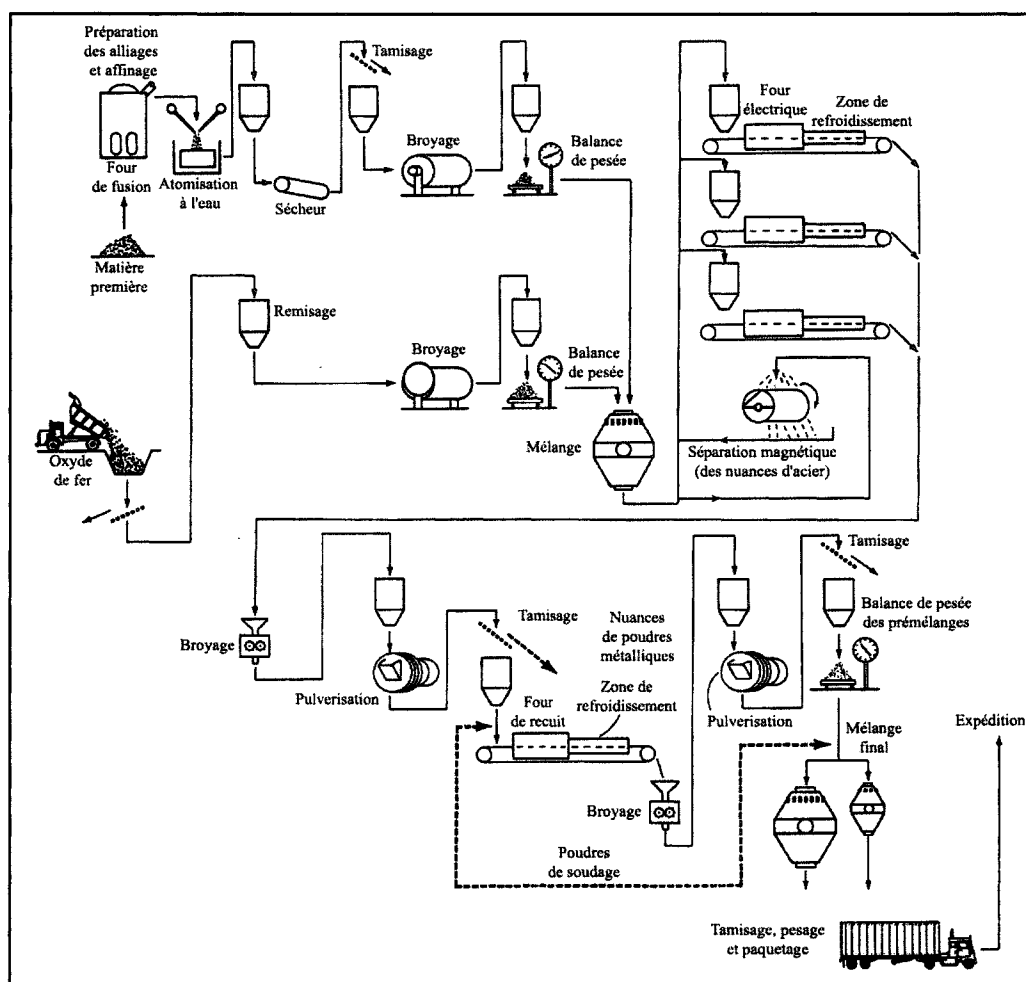 Préparation
des alliages
et affinage
Tamisage
Four
de fusion
Atomisation
à l'eau
Sécheur
Broyage
Balance
de pesée
Four
électrique
Zone de
refroidissement
Matière
première
Remisage
Broyage
Balance
de pesée
Mélange
Séparation magnétique
(des nuances d'acier)
Oxyde
de fer
Broyage
Pulverisation
Tamisage
Nuances
de poudres
métalliques
Four
de recuit
Zone de
refroidissement
Broyage
Poudres
de soudage
Pulverisation
Tamisage
Balance de pesée
des prémélanges
Mélange
final
Expédition
Tamisage, pesage
et paquetage